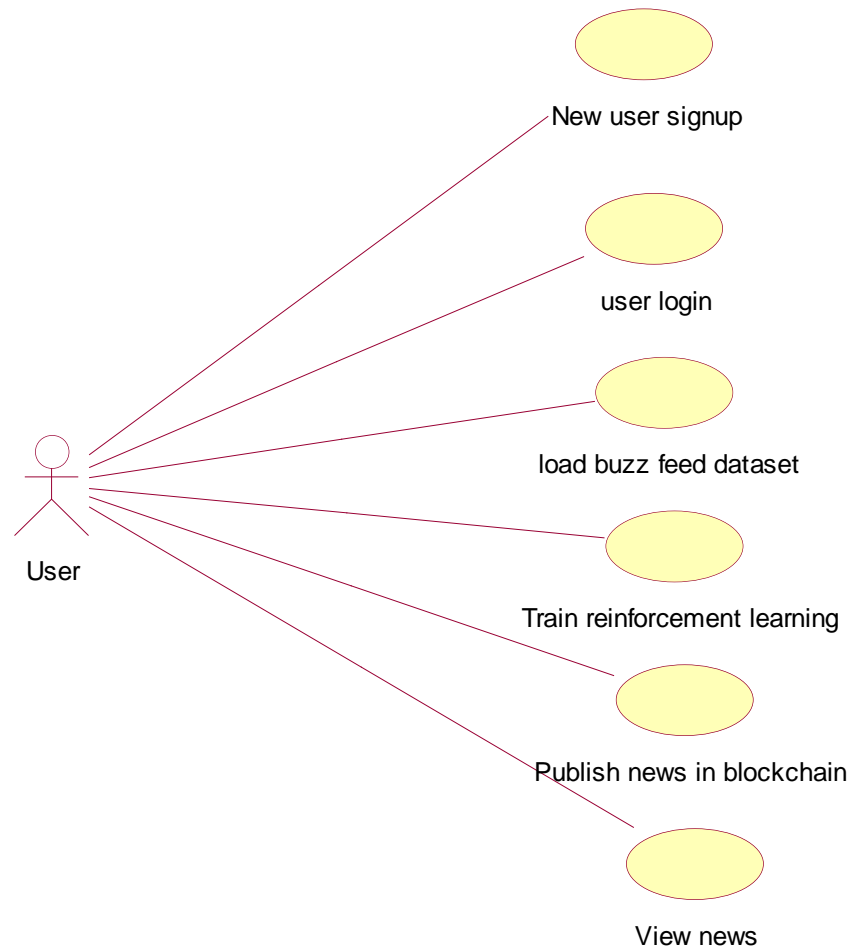 New user signup
user login
load buzz feed dataset
User
Train reinforcement learning
Publish news in blockchain
View news